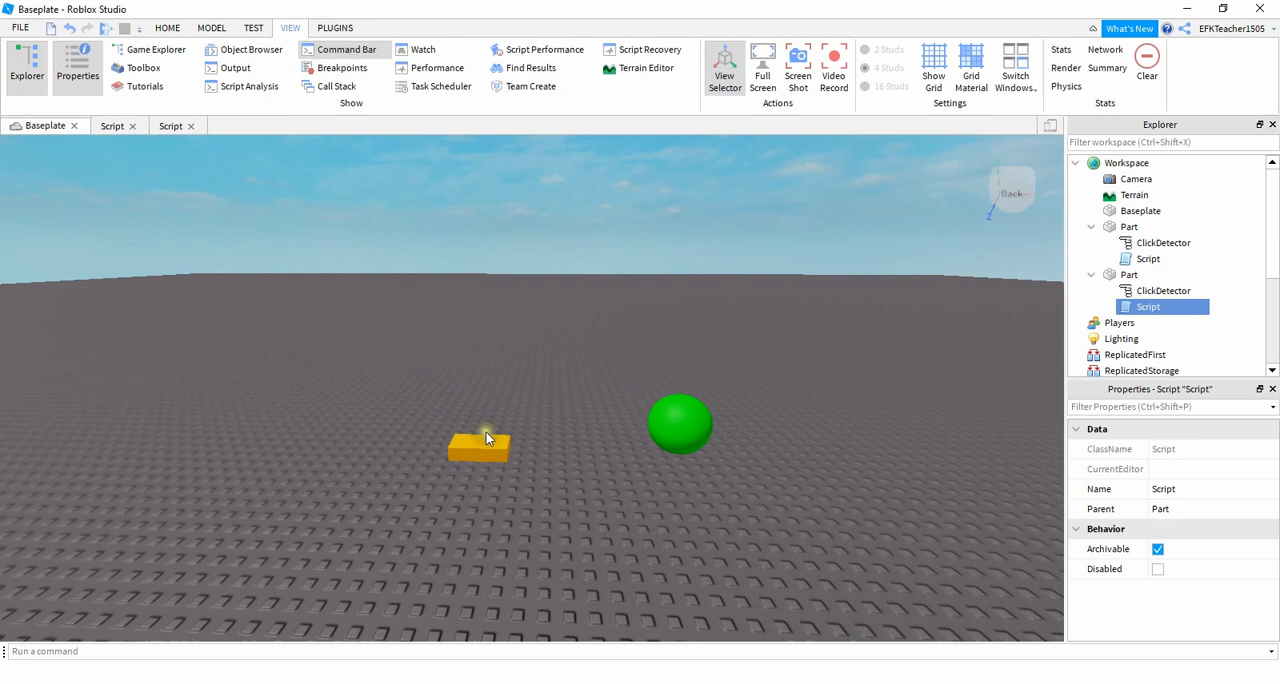 Baseplate - Roblox Studio
FILE HOME MODEL TEST VIEW PLUGINS What's New EFKTeacher1505
Explorer
Properties
Game Explorer
Toolbox
Tutorials
Object Browser
Output
Script Analysis
Command Bar
Breakpoints
Call Stack
Watch
Performance
Task Scheduler
Script Performance
Find Results
Team Create
Script Recovery
Terrain Editor
Show
View
Selector
Full
Screen
Screen
Shot
Video
Record
Actions
2 Studs
4 Studs
16 Studs
Show
Grid
Grid
Material
Switch
Windows
Settings
Stats
Render
Physics
Network
Summary
Clear
Stats
Baseplate Script Script
Back
Z
Explorer
Filter workspace (Ctrl+Shift+X)
Workspace
Camera
Terrain
Baseplate
Part
ClickDetector
Script
Part
ClickDetector
Script
Players
Lighting
ReplicatedFirst
ReplicatedStorage
Properties - Script "Script"
Filter Properties (Ctrl+Shift+P)
Data
ClassName Script
CurrentEditor
Name Script
Parent Part
Behavior
Archivable
Disabled
Run a command